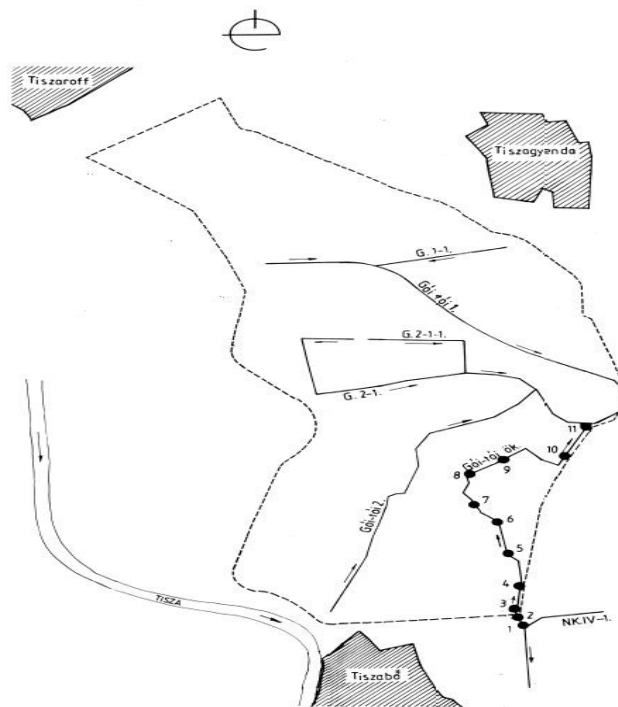 Tiszaroff
Tiszagyenda
G. 1-1.
Gói-tói 1.
G. 2-1-1.
G. 2-1.
11
10
Gói-tói ök.
8
9
7
Gói-tói 2.
6
5
4
TISZA
3
2
1
NK.IV-1.
Tiszabő